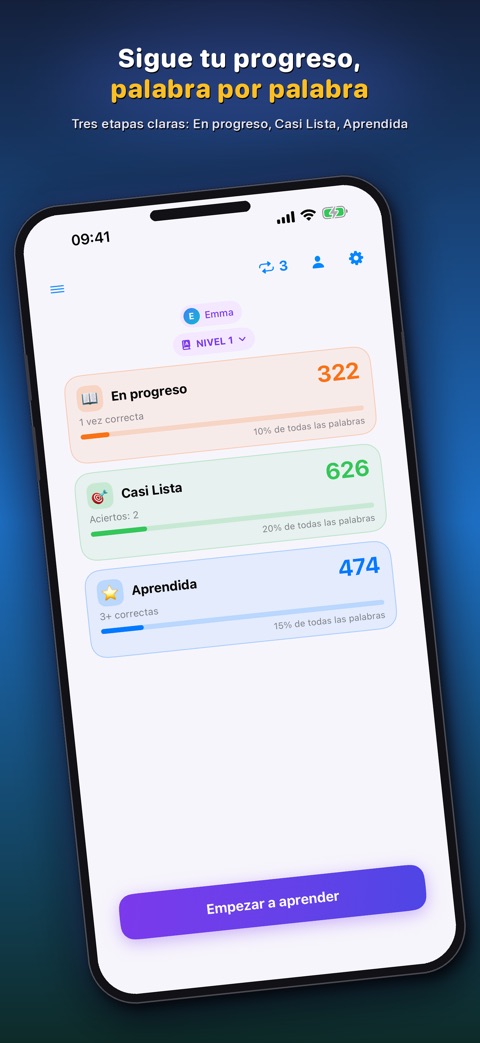 Sigue tu progreso,
palabra por palabra
Tres etapas claras: En progreso, Casi Lista, Aprendida
09:41
3
E Emma
NIVEL 1
En progreso
322
1 vez correcta
10% de todas las palabras
Casi Lista
626
Aciertos: 2
20% de todas las palabras
Aprendida
474
3+ correctas
15% de todas las palabras
Empezar a aprender